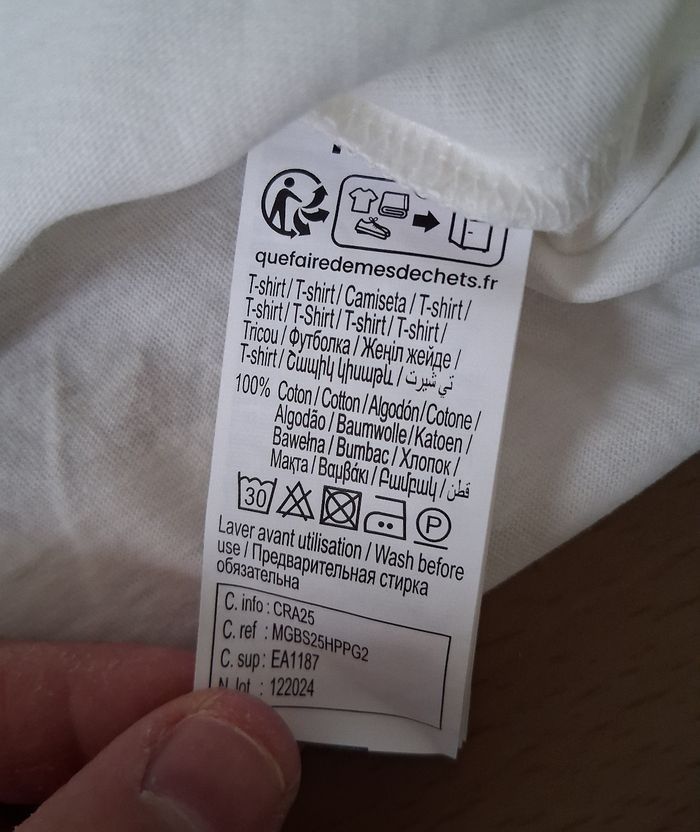 quefairedemesdechets.fr
T-shirt / T-shirt / Camiseta / T-shirt /
T-shirt / T-Shirt / T-shirt / T-shirt /
Tricou / Футболка / Жеңіл жейде /
T-shirt / Շապիկ կիսաթև / تي شيرت
100% Coton / Cotton / Algodón / Cotone /
Algodão / Baumwolle / Katoen /
Bawełna / Bumbac / Хлопок /
Мақта / Βαμβάκι / Բամբակ / قطن
30 P
Laver avant utilisation / Wash before
use / Предварительная стирка
обязательна
C. info : CRA25
C. ref : MGBS25HPPG2
C. sup : EA1187
N. lot : 122024